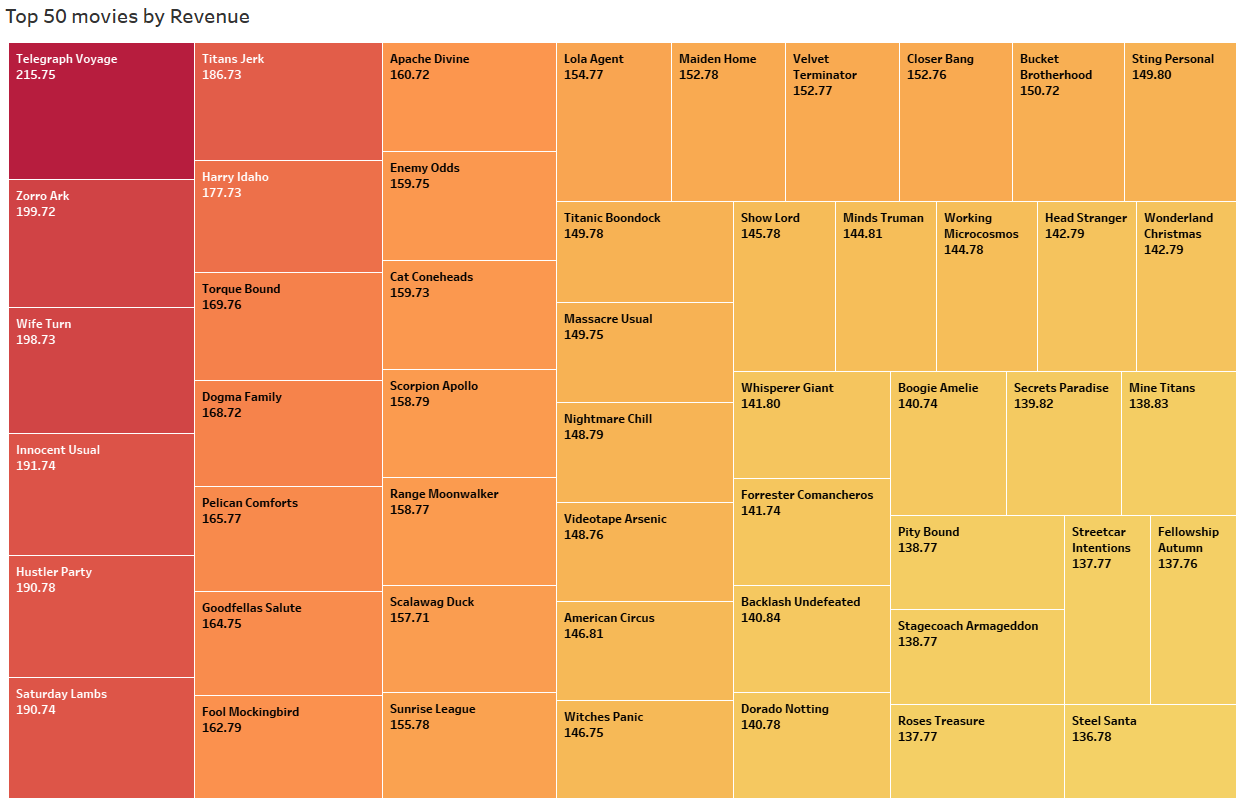 Top 50 movies by Revenue
Telegraph Voyage
215.75
Zorro Ark
199.72
Wife Turn
198.73
Innocent Usual
191.74
Hustler Party
190.78
Saturday Lambs
190.74
Titans Jerk
186.73
Harry Idaho
177.73
Torque Bound
169.76
Dogma Family
168.72
Pelican Comforts
165.77
Goodfellas Salute
164.75
Fool Mockingbird
162.79
Apache Divine
160.72
Enemy Odds
159.75
Cat Coneheads
159.73
Scorpion Apollo
158.79
Range Moonwalker
158.77
Scalawag Duck
157.71
Sunrise League
155.78
Lola Agent
154.77
Maiden Home
152.78
Velvet
Terminator
152.77
Closer Bang
152.76
Bucket
Brotherhood
150.72
Sting Personal
149.80
Titanic Boondock
149.78
Massacre Usual
149.75
Nightmare Chill
148.79
Videotape Arsenic
148.76
American Circus
146.81
Witches Panic
146.75
Show Lord
145.78
Minds Truman
144.81
Working
Microcosmos
144.78
Head Stranger
142.79
Wonderland
Christmas
142.79
Whisperer Giant
141.80
Forrester Comancheros
141.74
Backlash Undefeated
140.84
Dorado Notting
140.78
Boogie Amelie
140.74
Secrets Paradise
139.82
Mine Titans
138.83
Pity Bound
138.77
Stagecoach Armageddon
138.77
Roses Treasure
137.77
Streetcar
Intentions
137.77
Fellowship
Autumn
137.76
Steel Santa
136.78